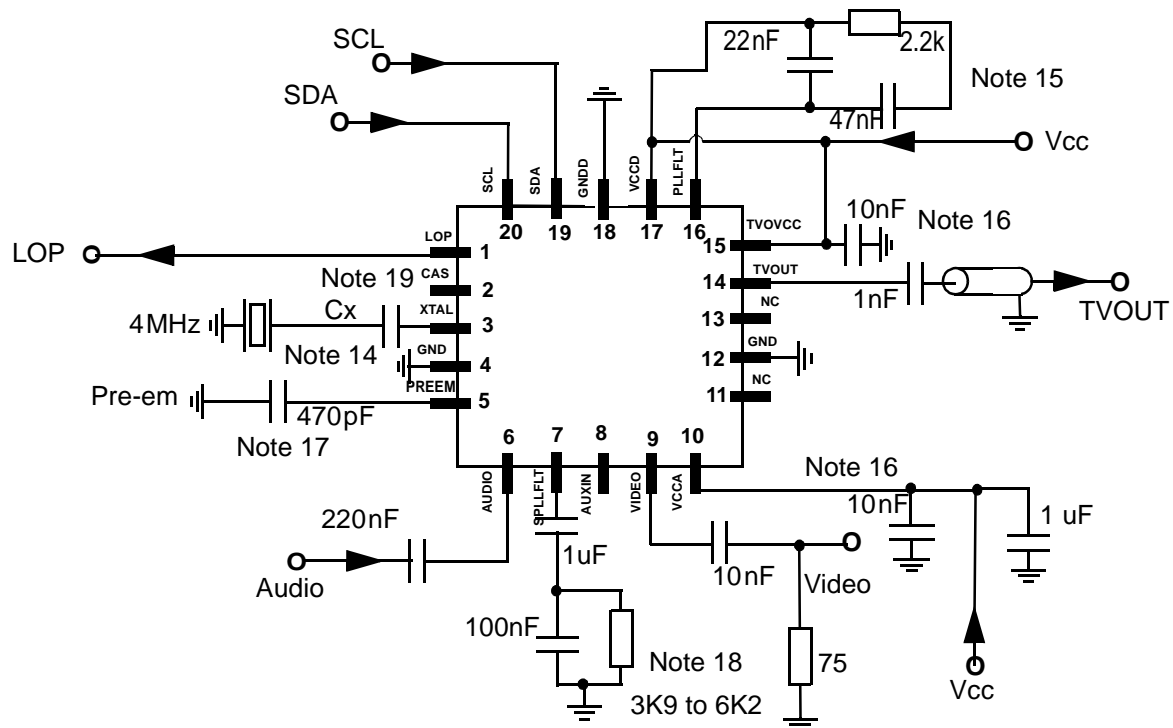 SCL
22nF
2.2k
SDA
Note 15
47nF
Vcc
SCL
SDA
GNDD
VCCD
PLLFLT
20
19
18
17
16
10nF
Note 16
LOP
LOP
1
15
TVOVCC
Note 19
CAS
2
14
TVOUT
1nF
TVOUT
4MHz
Cx
XTAL
3
13
NC
Note 14
GND
4
12
GND
Pre-em
PREEM
5
11
NC
470pF
Note 17
6
7
8
9
10
AUDIO
SPLLFLT
AUXIN
VIDEO
VCCA
Note 16
10nF
1 uF
220nF
Audio
1uF
10nF
Video
100nF
Note 18
3K9 to 6K2
75
Vcc